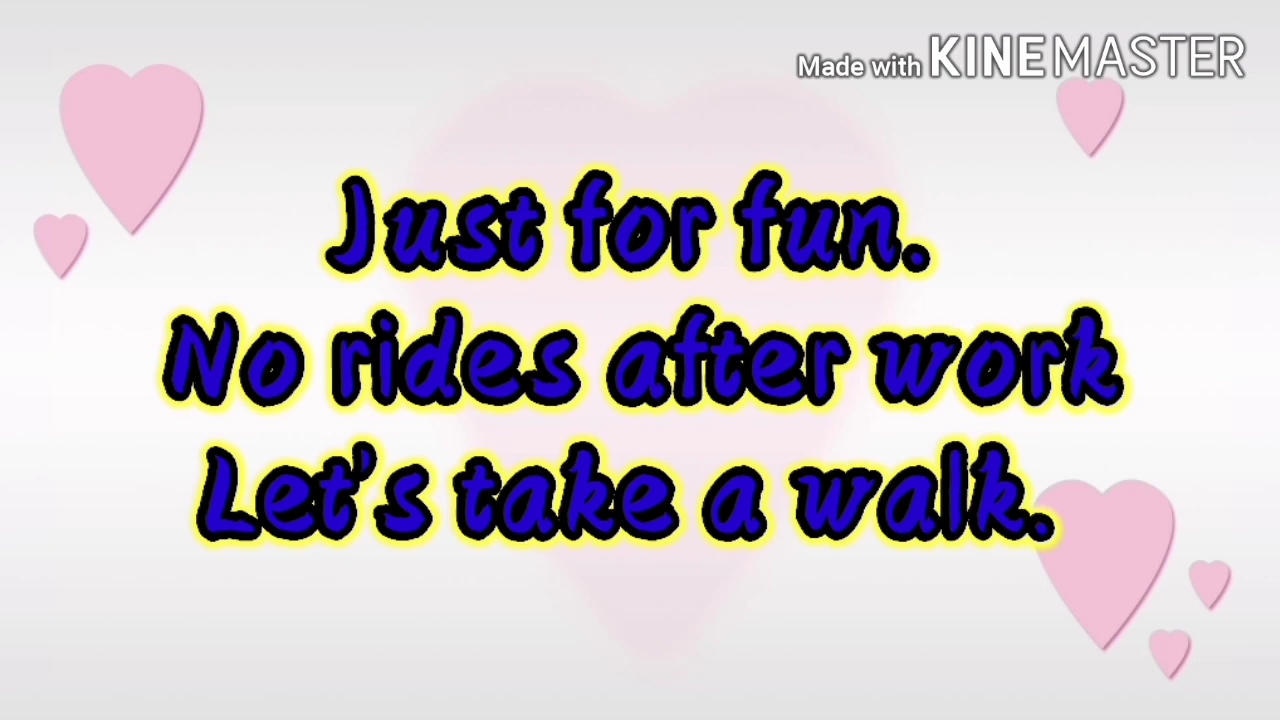 Made with KINEMASTER
Just for fun.
No rides after work
Let's take a walk.